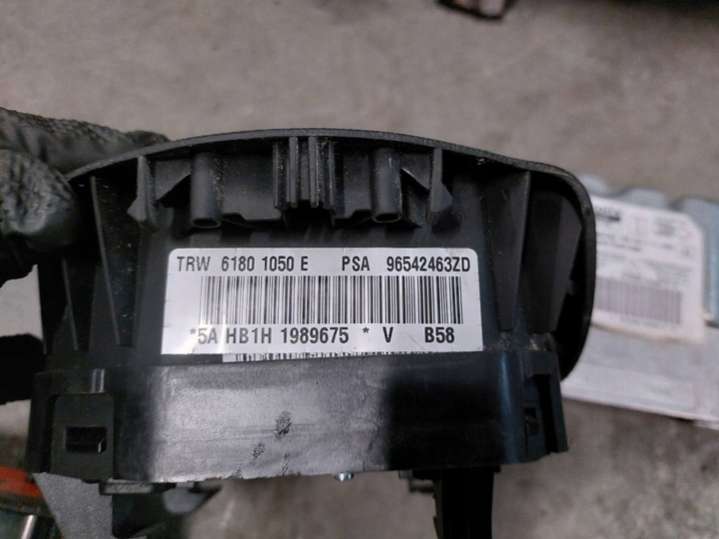 TRW 6180 1050 E PSA 96542463ZD
*5A HB1H 1989675 * V B58